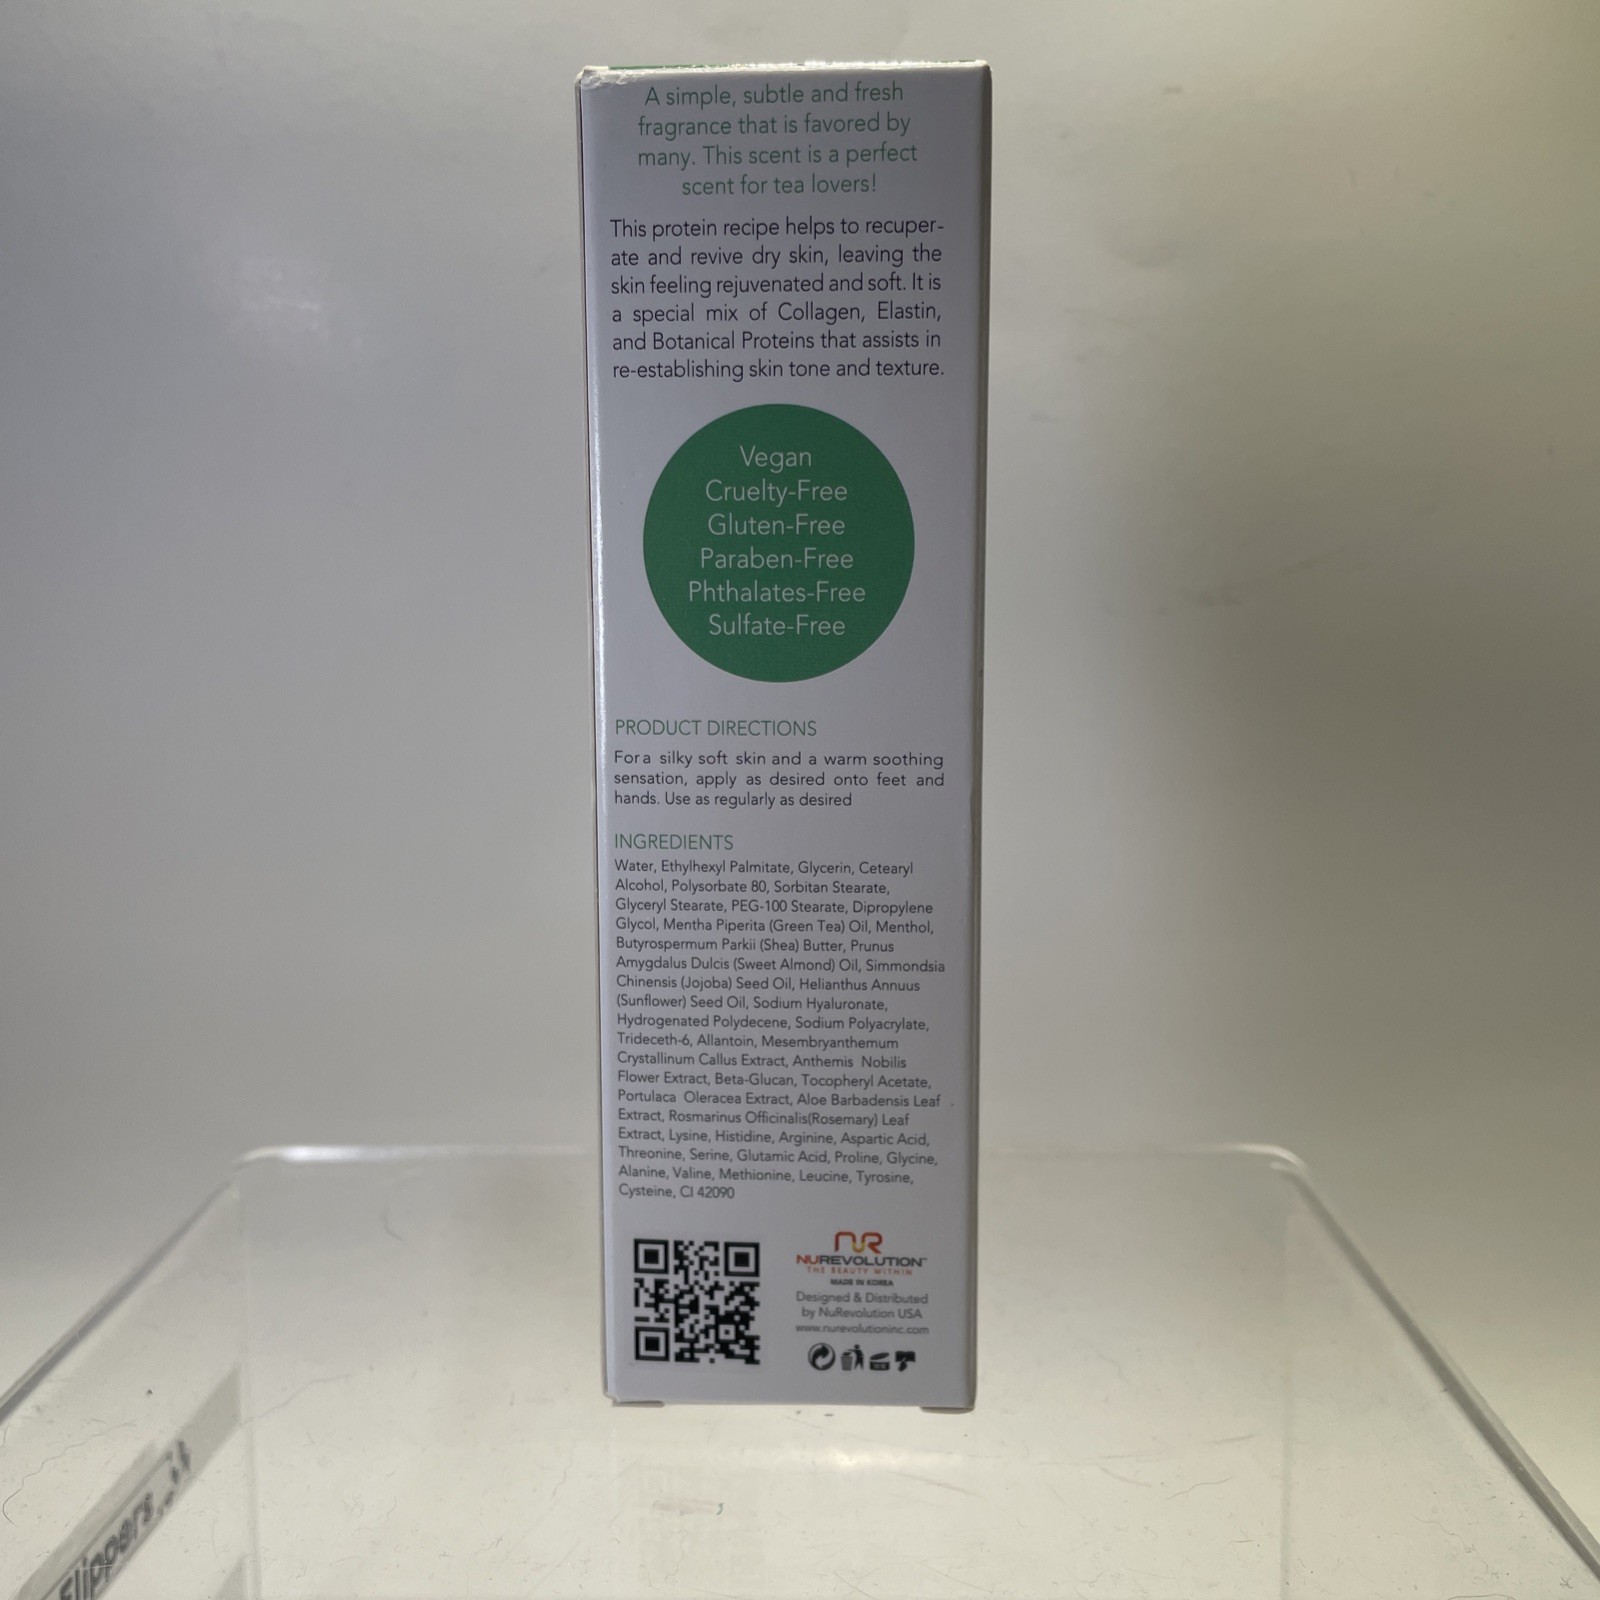 A simple, subtle and fresh
fragrance that is favored by
many. This scent is a perfect
scent for tea lovers!
This protein recipe helps to recuper-
ate and revive dry skin, leaving the
skin feeling rejuvenated and soft. It is
a special mix of Collagen, Elastin,
and Botanical Proteins that assists in
re-establishing skin tone and texture.
Vegan
Cruelty-Free
Gluten-Free
Paraben-Free
Phthalates-Free
Sulfate-Free
PRODUCT DIRECTIONS
For a silky soft skin and a warm soothing
sensation, apply as desired onto feet and
hands. Use as regularly as desired
INGREDIENTS
Water, Ethylhexyl Palmitate, Glycerin, Cetearyl
Alcohol, Polysorbate 80, Sorbitan Stearate,
Glyceryl Stearate, PEG-100 Stearate, Dipropylene
Glycol, Mentha Piperita (Green Tea) Oil, Menthol,
Butyrospermum Parkii (Shea) Butter, Prunus
Amygdalus Dulcis (Sweet Almond) Oil, Simmondsia
Chinensis (Jojoba) Seed Oil, Helianthus Annuus
(Sunflower) Seed Oil, Sodium Hyaluronate,
Hydrogenated Polydecene, Sodium Polyacrylate,
Trideceth-6, Allantoin, Mesembryanthemum
Crystallinum Callus Extract, Anthemis Nobilis
Flower Extract, Beta-Glucan, Tocopheryl Acetate,
Portulaca Oleracea Extract, Aloe Barbadensis Leaf
Extract, Rosmarinus Officinalis(Rosemary) Leaf
Extract, Lysine, Histidine, Arginine, Aspartic Acid,
Threonine, Serine, Glutamic Acid, Proline, Glycine,
Alanine, Valine, Methionine, Leucine, Tyrosine,
Cysteine, CI 42090
NR
NUREVOLUTION™
THE BEAUTY WITHIN
MADE IN KOREA
Designed & Distributed
by NuRevolution USA
www.nurevolutioninc.com
Flippers